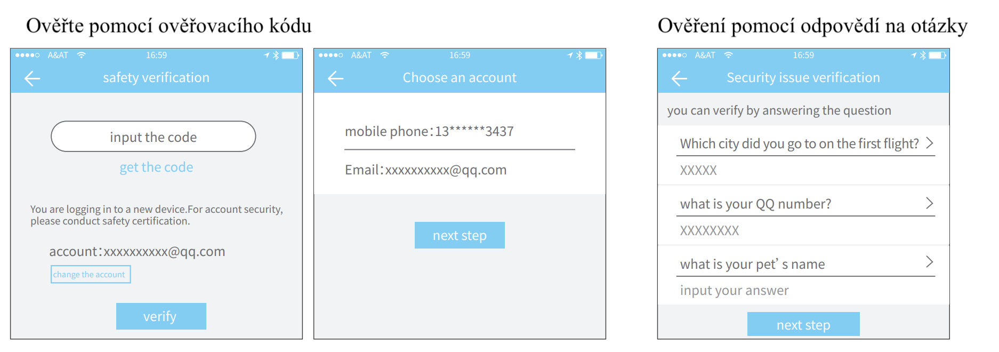 Ověřte pomocí ověřovacího kódu
A&AT 16:59
safety verification
input the code
get the code
You are logging in to a new device.For account security,
please conduct safety certification.
account:xxxxxxxxxx@qq.com
change the account
verify
A&AT 16:59
Choose an account
mobile phone:13******3437
Email:xxxxxxxxxx@qq.com
next step
Ověření pomocí odpovědí na otázky
A&AT 16:59
Security issue verification
you can verify by answering the question
Which city did you go to on the first flight?
XXXXX
what is your QQ number?
XXXXXXXX
what is your pet’ s name
input your answer
next step